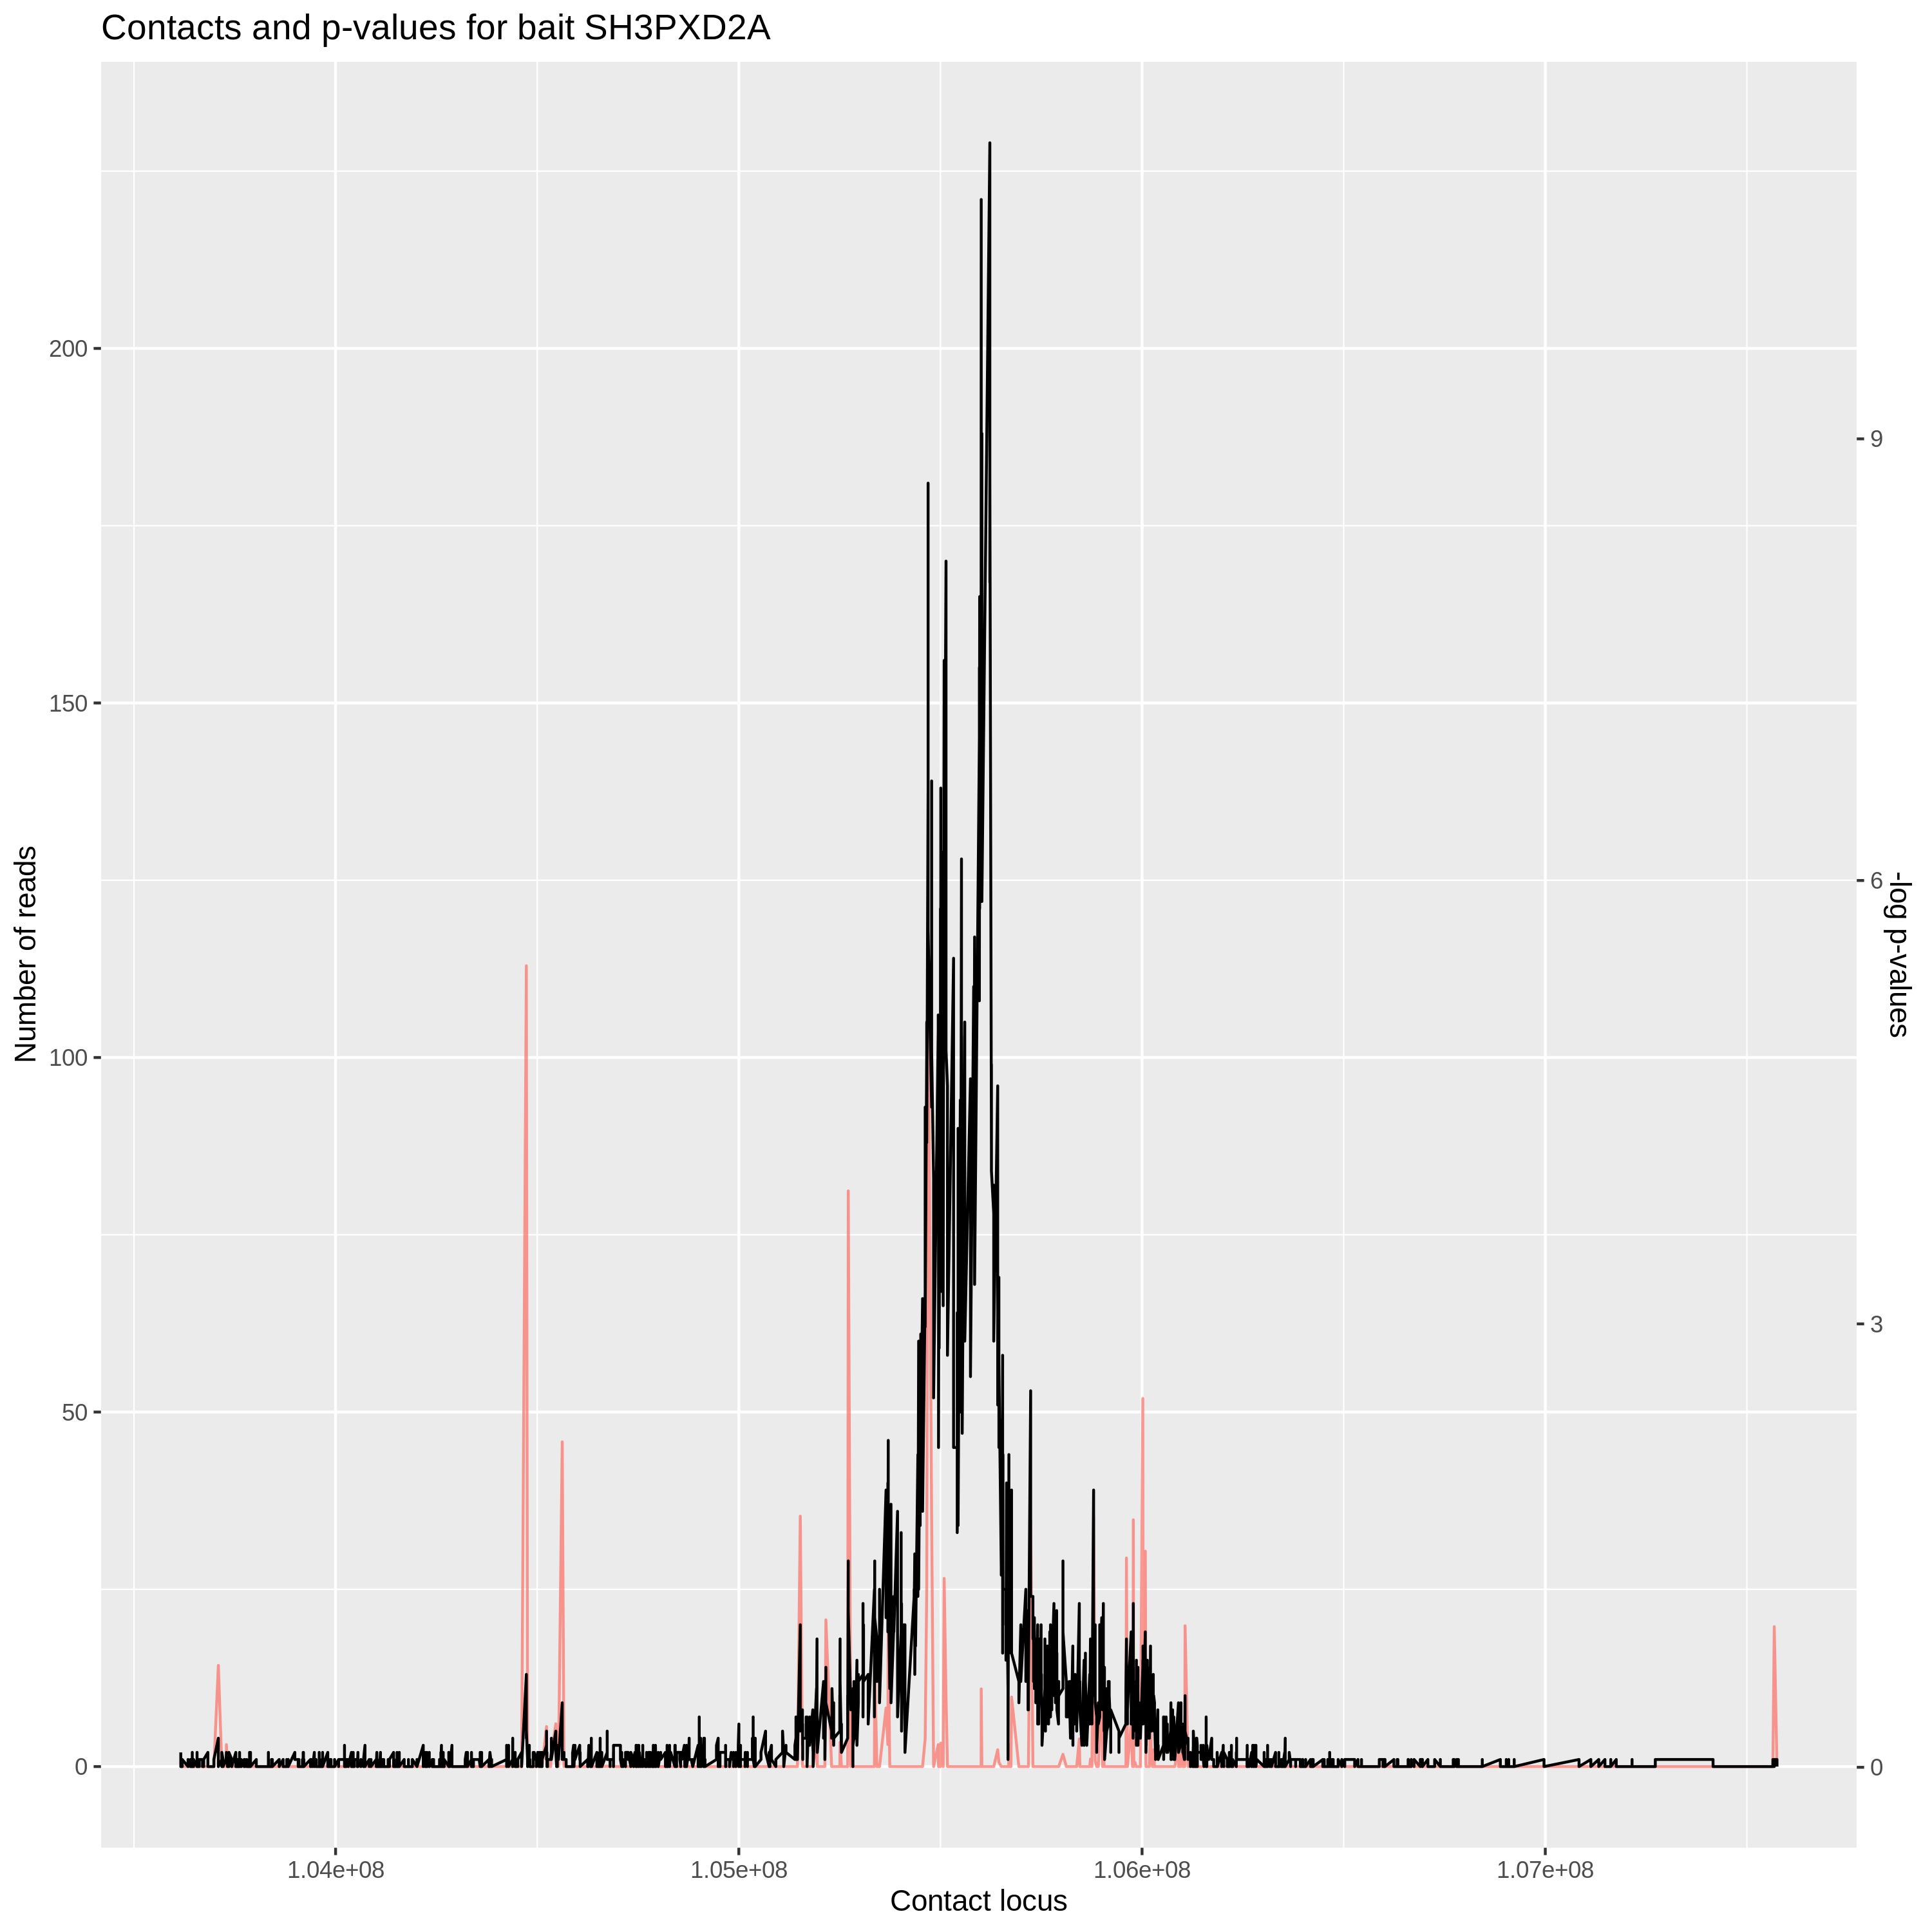 Contacts and p-values for bait SH3PXD2A
Number of reads
200
150
100
50
0
9
6
3
0
-log p-values
1.04e+08
1.05e+08
1.06e+08
1.07e+08
Contact locus